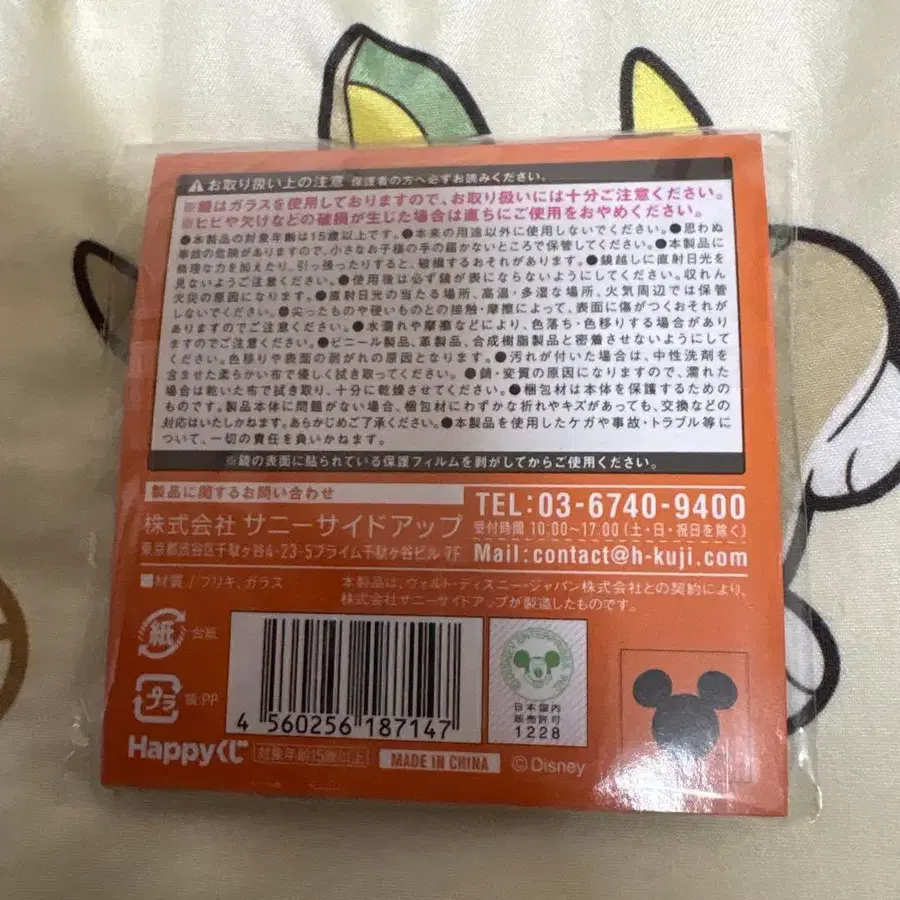 ⚠お取り扱い上の注意 保護者の方へ必ずお読みください。
※鏡はガラスを使用しておりますので、お取り扱いには十分ご注意ください。
※ヒビや欠けなどの破損が生じた場合は直ちにご使用をおやめください。
●本製品の対象年齢は15歳以上です。●本来の用途以外に使用しないでください。●思わぬ
事故の危険がありますので、小さなお子様の手の届かないところで保管してください。●本製品に
無理な力を加えたり、引っ張ったりすると、破損するおそれがあります。●鏡越しに直射日光を
見ないようご注意ください。●使用後は必ず鏡が表にならないようにしてください。収れん
火災の原因になります。●直射日光の当たる場所、高温・多湿な場所、火気周辺では保管
しないでください。●尖ったものや硬いものとの接触・摩擦によって、表面に傷がつくおそれが
ありますのでご注意ください。●水濡れや摩擦などにより、色落ち・色移りする場合があり
ますのでご注意ください。●ビニール製品、革製品、合成樹脂製品と密着させないようにして
ください。色移りや表面の剥がれの原因となります。●汚れが付いた場合は、中性洗剤を
含ませた柔らかい布で優しく拭き取ってください。●錆・変質の原因になりますので、濡れた
場合は乾いた布で拭き取り、十分に乾燥させてください。●梱包材は本体を保護するための
ものです。製品本体に問題がない場合、梱包材にわずかな折れやキズがあっても、交換などの
対応はいたしかねます。あらかじめご了承ください。●本製品を使用したケガや事故・トラブル等に
ついて、一切の責任を負いかねます。
※鏡の表面に貼られている保護フィルムを剥がしてからご使用ください。
製品に関するお問い合わせ
株式会社 サニーサイドアップ
東京都渋谷区千駄ヶ谷4-23-5プライム千駄ヶ谷ビル 7F
TEL:03-6740-9400
受付時間 10:00~17:00(土・日・祝日を除く)
Mail:contact@h-kuji.com
■材質/ブリキ、ガラス
本製品は、ウォルト・ディズニー・ジャパン株式会社との契約により、
株式会社サニーサイドアップが製造したものです。
紙 台紙
プラ 袋:PP
4 560256 187147
DISNEY ENTERPRISES INC
日本国内
販売許可
1228
Happyくじ
対象年齢15歳以上
MADE IN CHINA
©Disney